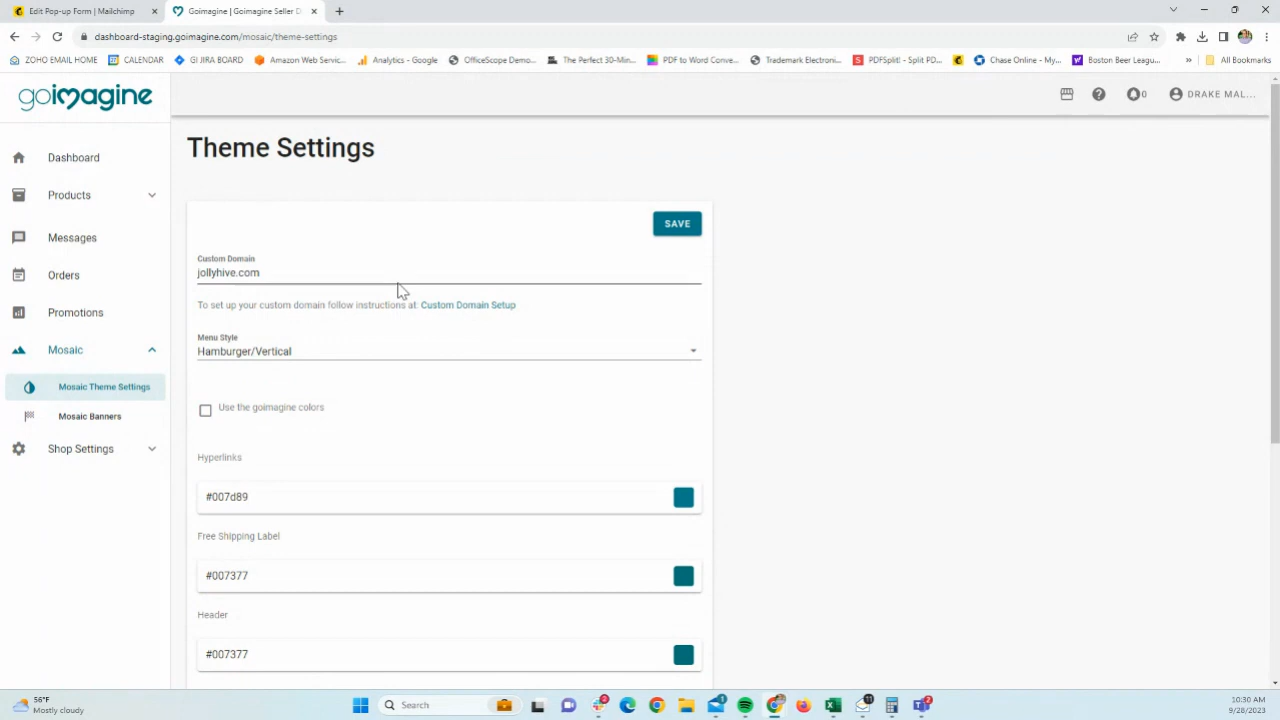 Edit Pop-up Form | Mailchimp
Goimagine | Goimagine Seller D
dashboard-staging.goimagine.com/mosaic/theme-settings
ZOHO EMAIL HOME
CALENDAR
GI JIRA BOARD
Amazon Web Servic...
Analytics - Google
OfficeScope Demo...
The Perfect 30-Min...
PDF to Word Conve...
Trademark Electroni...
PDFSplit! - Split PD...
Chase Online - My...
Boston Beer Leagu...
»
All Bookmarks
goimagine
0
DRAKE MAL...
Dashboard
Products
Messages
Orders
Promotions
Mosaic
Mosaic Theme Settings
Mosaic Banners
Shop Settings
Theme Settings
SAVE
Custom Domain
jollyhive.com
To set up your custom domain follow instructions at: Custom Domain Setup
Menu Style
Hamburger/Vertical
Use the goimagine colors
Hyperlinks
#007d89
Free Shipping Label
#007377
Header
#007377
56°F
Mostly cloudy
Search
10:30 AM
9/28/2023